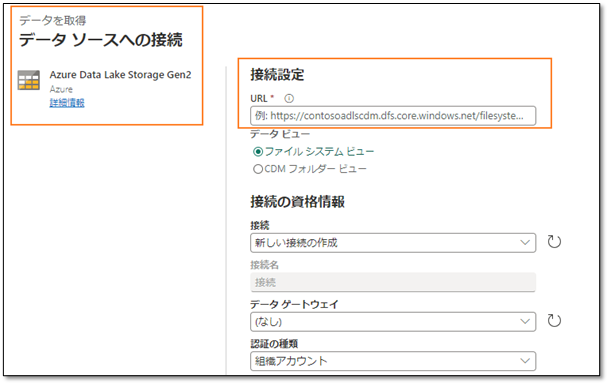 データを取得
データ ソースへの接続
Azure Data Lake Storage Gen2
Azure
詳細情報
接続設定
URL *
例: https://contosoadlscdm.dfs.core.windows.net/filesyste...
データ ビュー
ファイル システム ビュー
CDM フォルダー ビュー
接続の資格情報
接続
新しい接続の作成
接続名
接続
データ ゲートウェイ
(なし)
認証の種類
組織アカウント